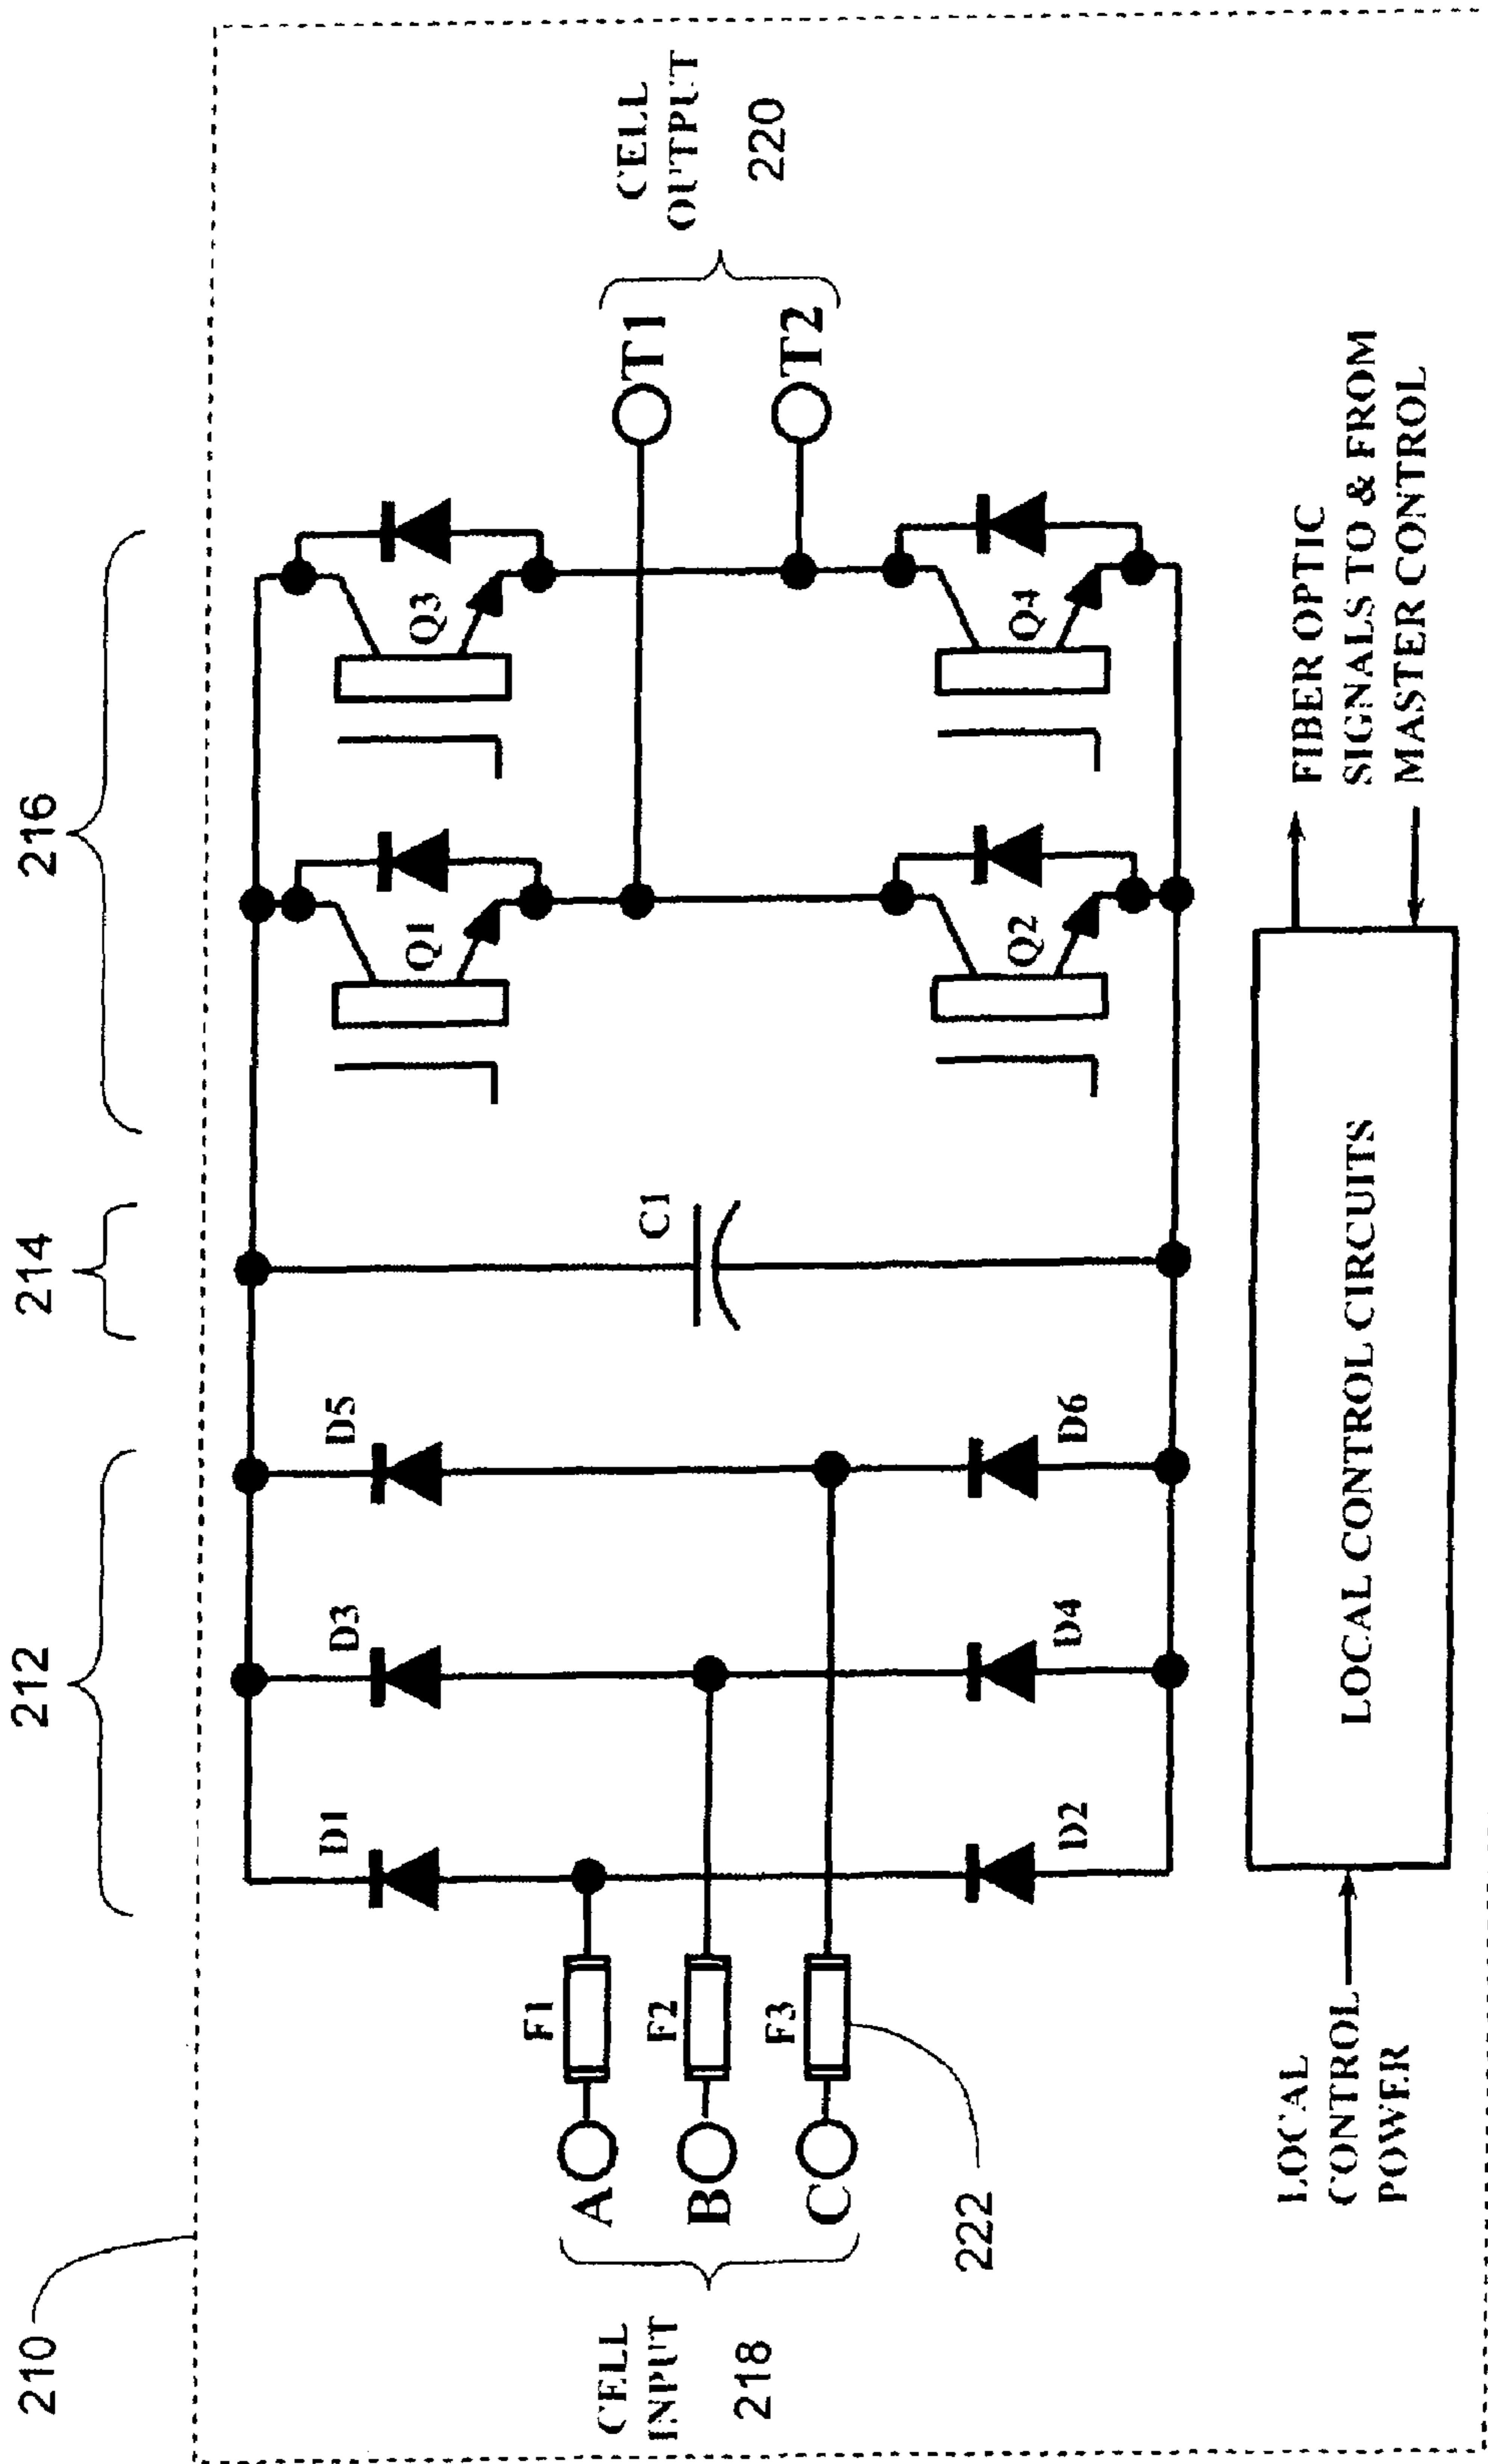 210
212
214
216
D1
D3
D5
C1
Q1
Q3
F1
F2
F3
A
B
C
CELL
INPUT
218
222
T1
T2
CELL
OUTPUT
220
D2
D4
D6
Q2
Q4
LOCAL
CONTROL
POWER
LOCAL CONTROL CIRCUITS
FIBER OPTIC
SIGNALS TO & FROM
MASTER CONTROL